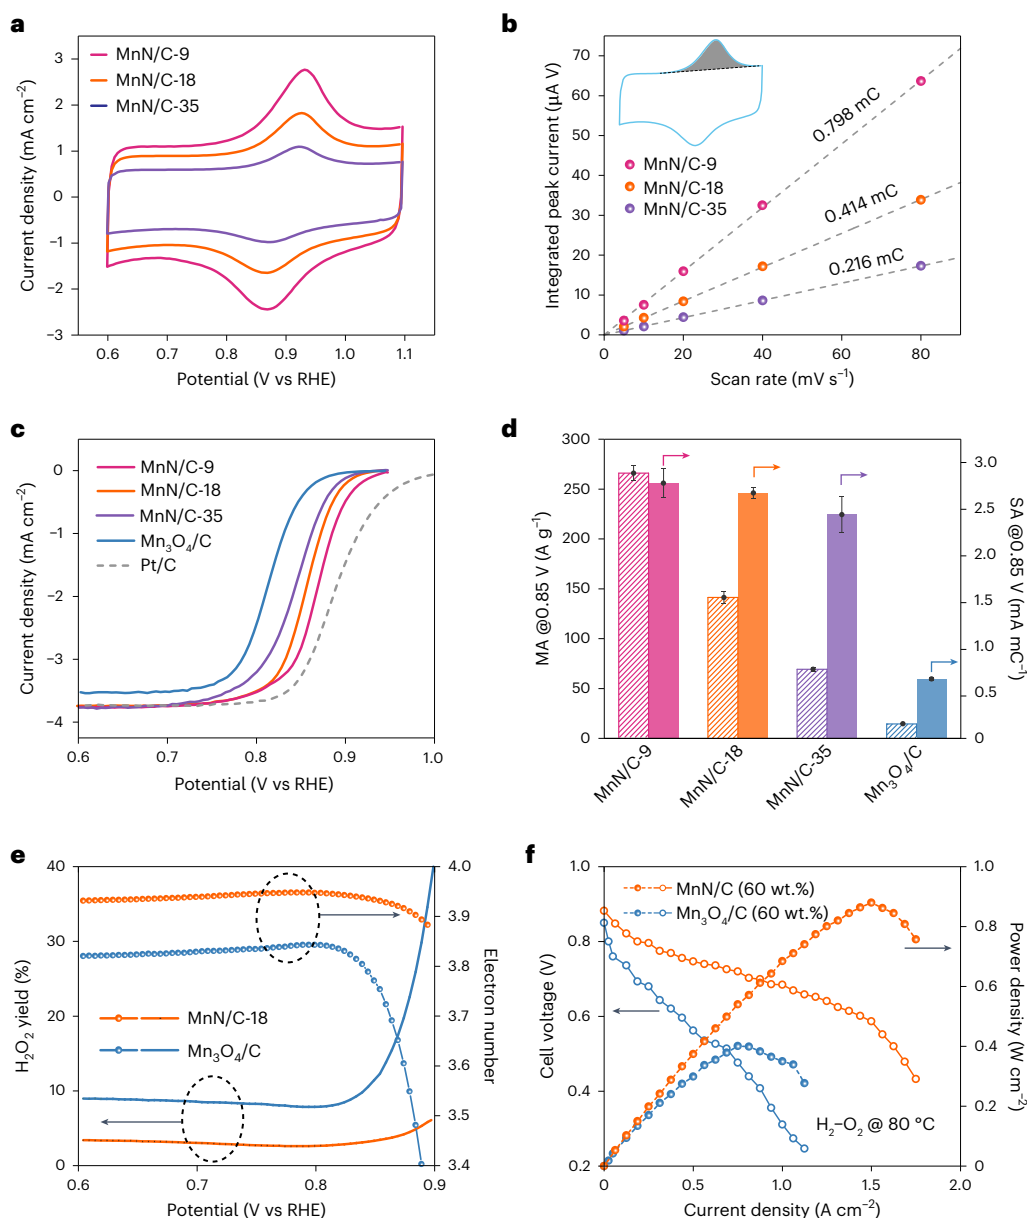 a
3
2
1
0
−1
−2
−3
0.6 0.7 0.8 0.9 1.0 1.1
Current density (mA cm⁻²)
Potential (V vs RHE)
MnN/C-9
MnN/C-18
MnN/C-35
b
70
60
50
40
30
20
10
0
0 20 40 60 80
Integrated peak current (µA V)
Scan rate (mV s⁻¹)
MnN/C-9
MnN/C-18
MnN/C-35
0.798 mC
0.414 mC
0.216 mC
c
0
−1
−2
−3
−4
0.6 0.7 0.8 0.9 1.0
Current density (mA cm⁻²)
Potential (V vs RHE)
MnN/C-9
MnN/C-18
MnN/C-35
Mn₃O₄/C
Pt/C
d
300
250
200
150
100
50
0
MA @0.85 V (A g⁻¹)
3.0
2.5
2.0
1.5
1.0
0.5
0
SA @0.85 V (mA mC⁻¹)
MnN/C-9
MnN/C-18
MnN/C-35
Mn₃O₄/C
e
40
30
20
10
0
H₂O₂ yield (%)
4.0
3.9
3.8
3.7
3.6
3.5
3.4
Electron number
0.6 0.7 0.8 0.9
Potential (V vs RHE)
MnN/C-18
Mn₃O₄/C
f
1.0
0.8
0.6
0.4
0.2
Cell voltage (V)
1.0
0.8
0.6
0.4
0.2
0
Power density (W cm⁻²)
0 0.5 1.0 1.5 2.0
Current density (A cm⁻²)
MnN/C (60 wt.%)
Mn₃O₄/C (60 wt.%)
H₂–O₂ @ 80 °C